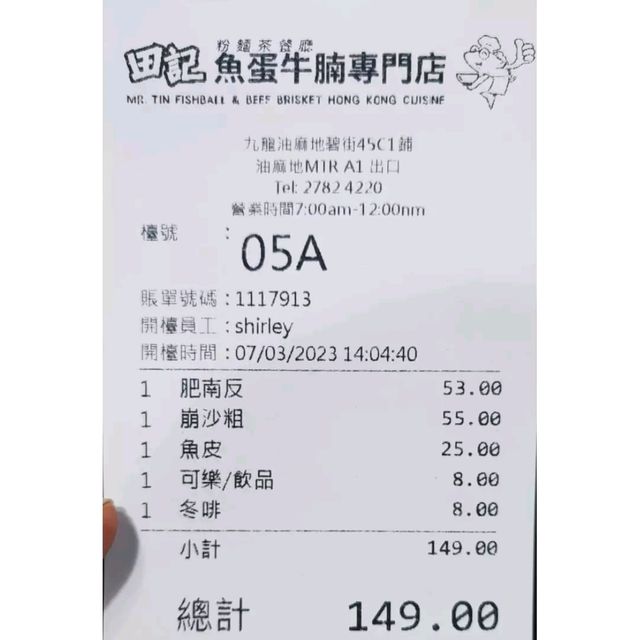 粉麵茶餐廳
田記 魚蛋牛腩專門店
MR. TIN FISHBALL & BEEF BRISKET HONG KONG CUISINE
九龍油麻地碧街45C1鋪
油麻地MTR A1 出口
Tel: 2782 4220
營業時間7:00am-12:00nm
檯號 :
05A
賬單號碼 : 1117913
開檯員工 : shirley
開檯時間 : 07/03/2023 14:04:40
1 肥南反 53.00
1 崩沙粗 55.00
1 魚皮 25.00
1 可樂/飲品 8.00
1 冬啡 8.00
小計 149.00
總計 149.00